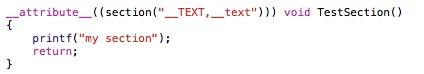 __attribute__((section("__TEXT,__text"))) void TestSection()
{
    printf("my section");
    return;
}